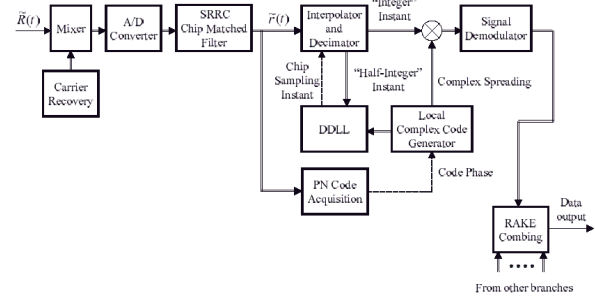 R̃(t)
Mixer
A/D
Converter
SRRC
Chip Matched
Filter
r̃(t)
Interpolator
and
Decimator
"Integer"
Instant
Signal
Demodulator
Carrier
Recovery
Chip
Sampling
Instant
"Half-Integer"
Instant
Complex Spreading
DDLL
Local
Complex Code
Generator
PN Code
Acquisition
Code Phase
RAKE
Combing
Data
output
From other branches